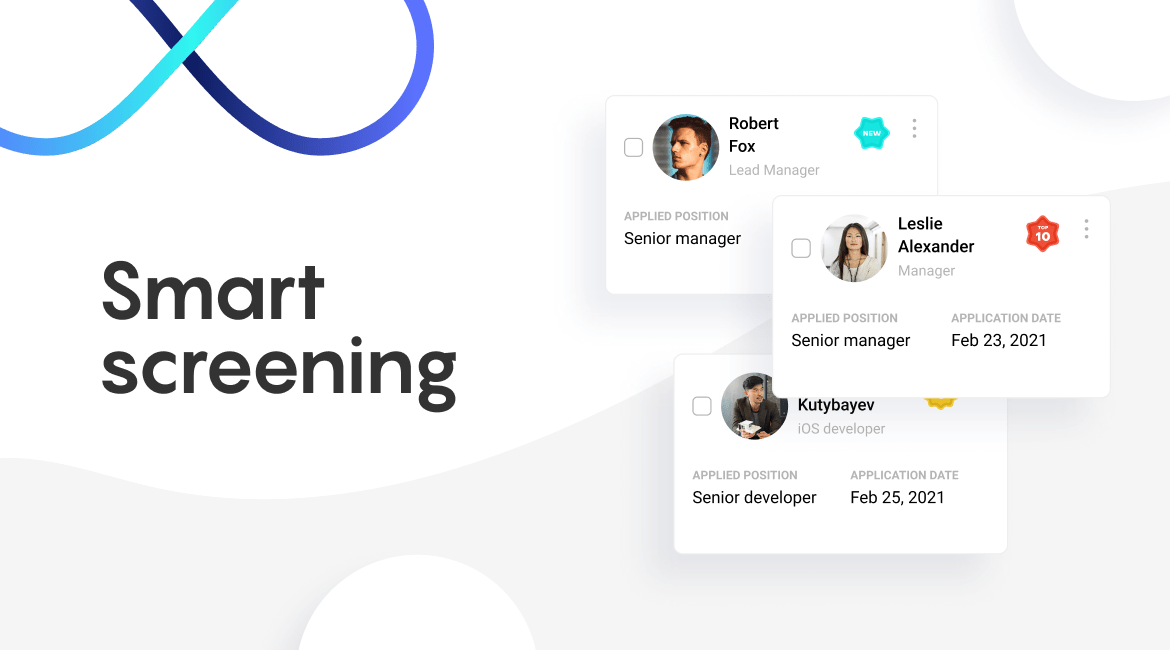 Smart
screening
Robert
Fox
Lead Manager
NEW
APPLIED POSITION
Senior manager
Leslie
Alexander
Manager
TOP
10
APPLIED POSITION
Senior manager
APPLICATION DATE
Feb 23, 2021
Kutybayev
iOS developer
APPLIED POSITION
Senior developer
APPLICATION DATE
Feb 25, 2021